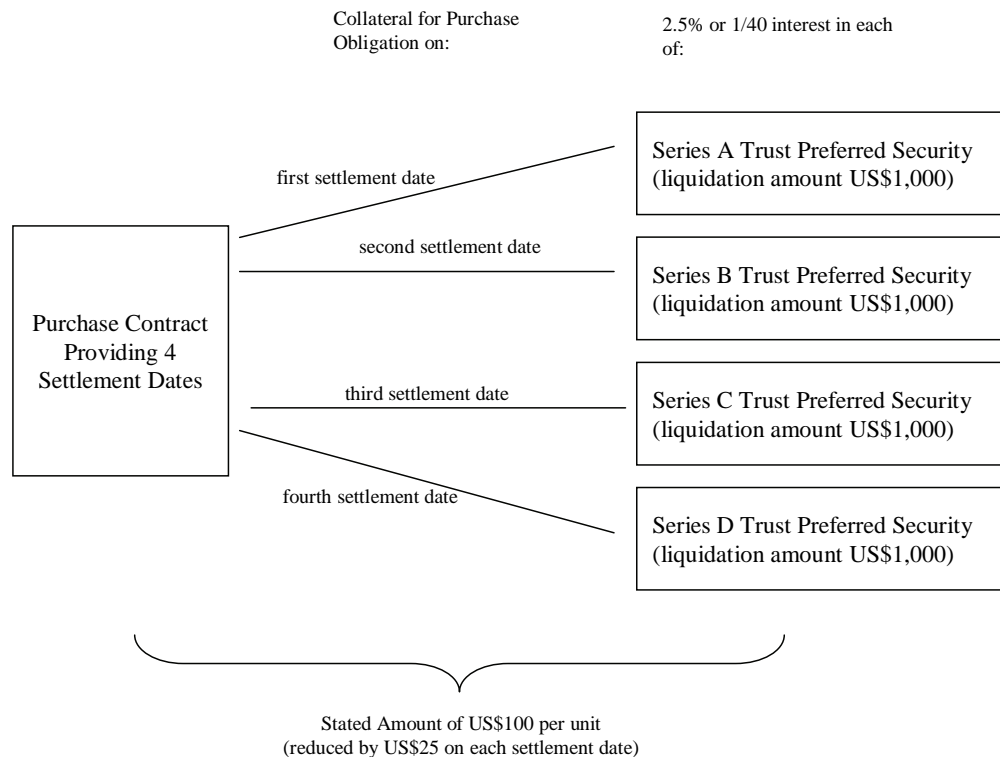 Collateral for Purchase
Obligation on:
2.5% or 1/40 interest in each
of:
Series A Trust Preferred Security
(liquidation amount US$1,000)
first settlement date
second settlement date
Series B Trust Preferred Security
(liquidation amount US$1,000)
Purchase Contract
Providing 4
Settlement Dates
third settlement date
Series C Trust Preferred Security
(liquidation amount US$1,000)
fourth settlement date
Series D Trust Preferred Security
(liquidation amount US$1,000)
Stated Amount of US$100 per unit
(reduced by US$25 on each settlement date)